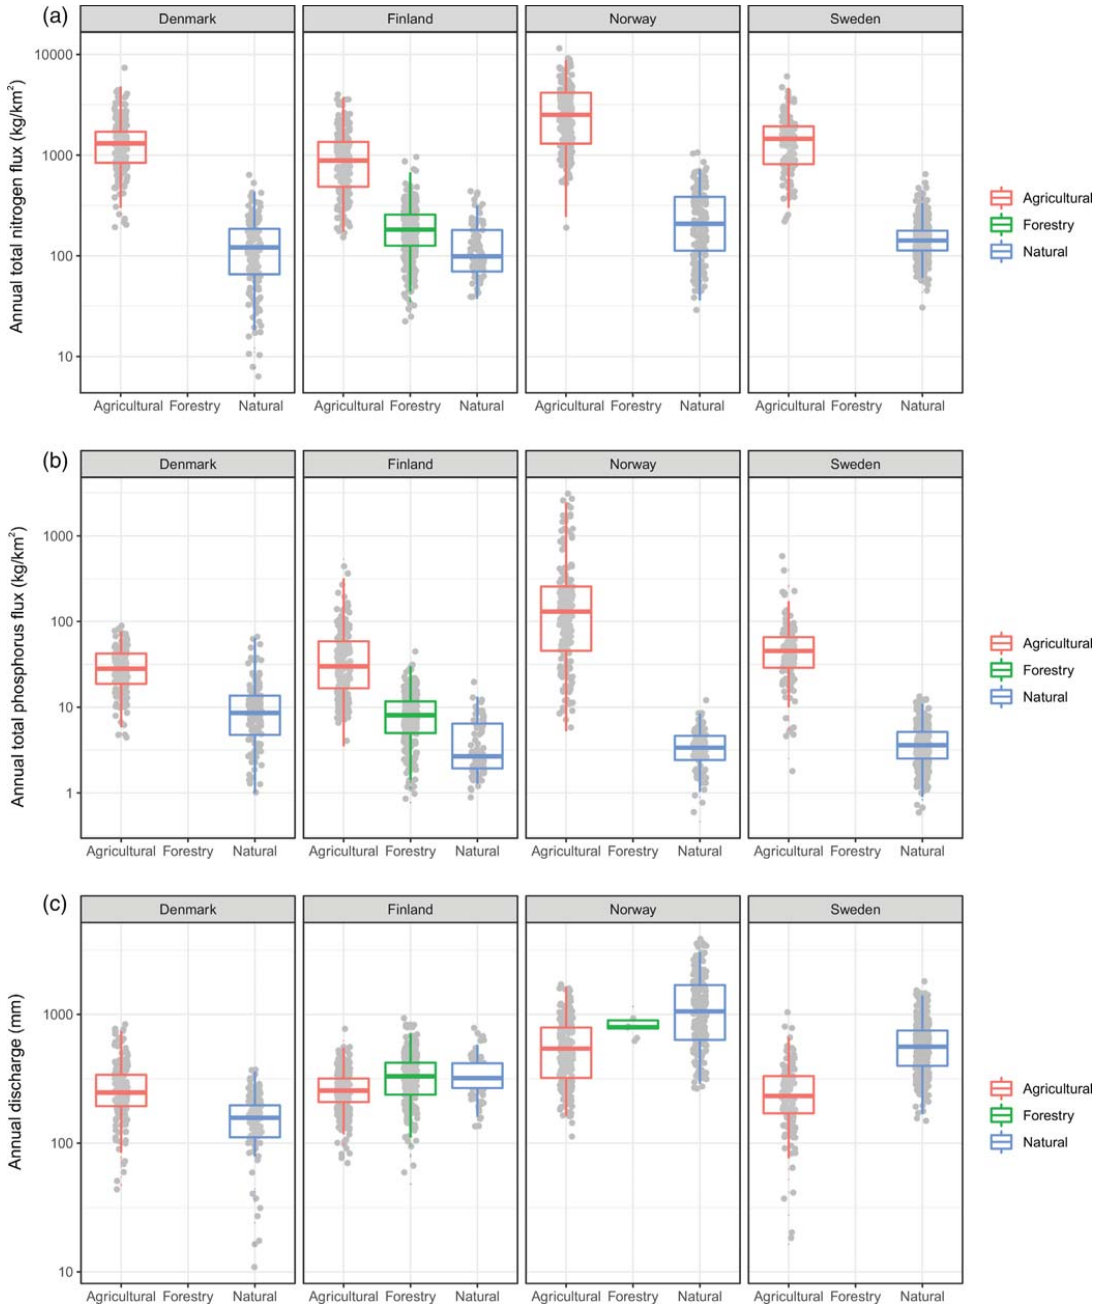 (a)
Denmark Finland Norway Sweden
Annual total nitrogen flux (kg/km²)
10000
1000
100
10
Agricultural Forestry Natural Agricultural Forestry Natural Agricultural Forestry Natural Agricultural Forestry Natural
Agricultural
Forestry
Natural
(b)
Denmark Finland Norway Sweden
Annual total phosphorus flux (kg/km²)
1000
100
10
1
Agricultural Forestry Natural Agricultural Forestry Natural Agricultural Forestry Natural Agricultural Forestry Natural
Agricultural
Forestry
Natural
(c)
Denmark Finland Norway Sweden
Annual discharge (mm)
1000
100
10
Agricultural Forestry Natural Agricultural Forestry Natural Agricultural Forestry Natural Agricultural Forestry Natural
Agricultural
Forestry
Natural